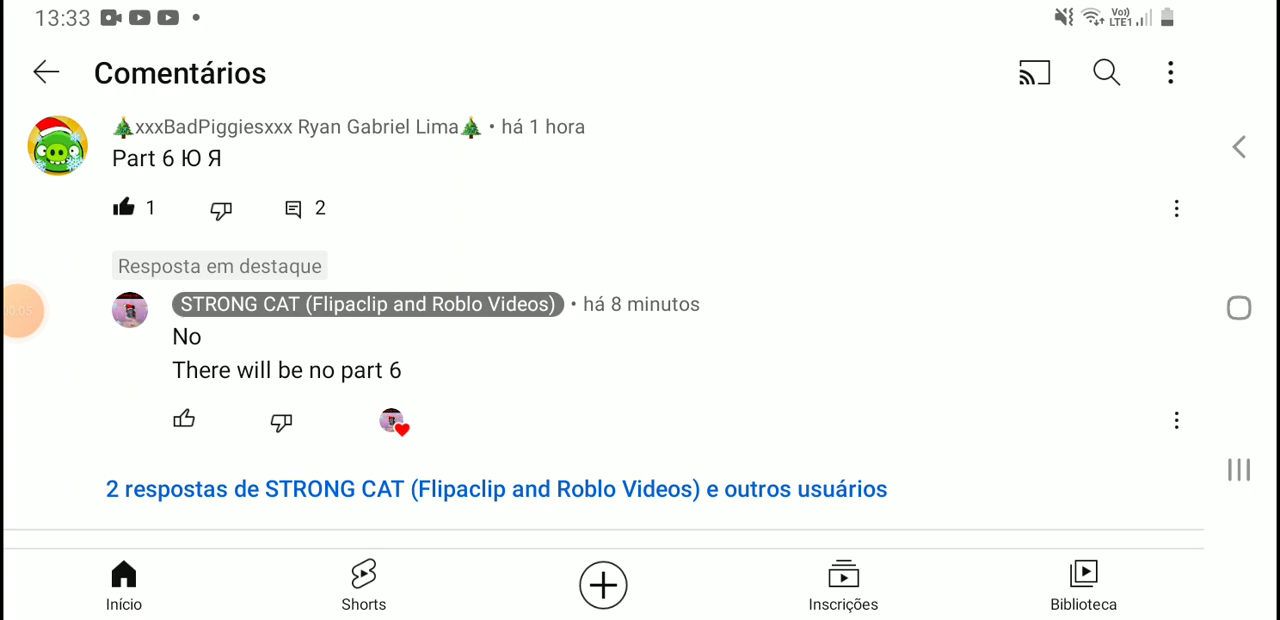 13:33
Vo)) LTE1
Comentários
🎄xxxBadPiggiesxxx Ryan Gabriel Lima🎄 • há 1 hora
Part 6 Ю Я
1 2
Resposta em destaque
STRONG CAT (Flipaclip and Roblo Videos) • há 8 minutos
No
There will be no part 6
2 respostas de STRONG CAT (Flipaclip and Roblo Videos) e outros usuários
Início Shorts Inscrições Biblioteca